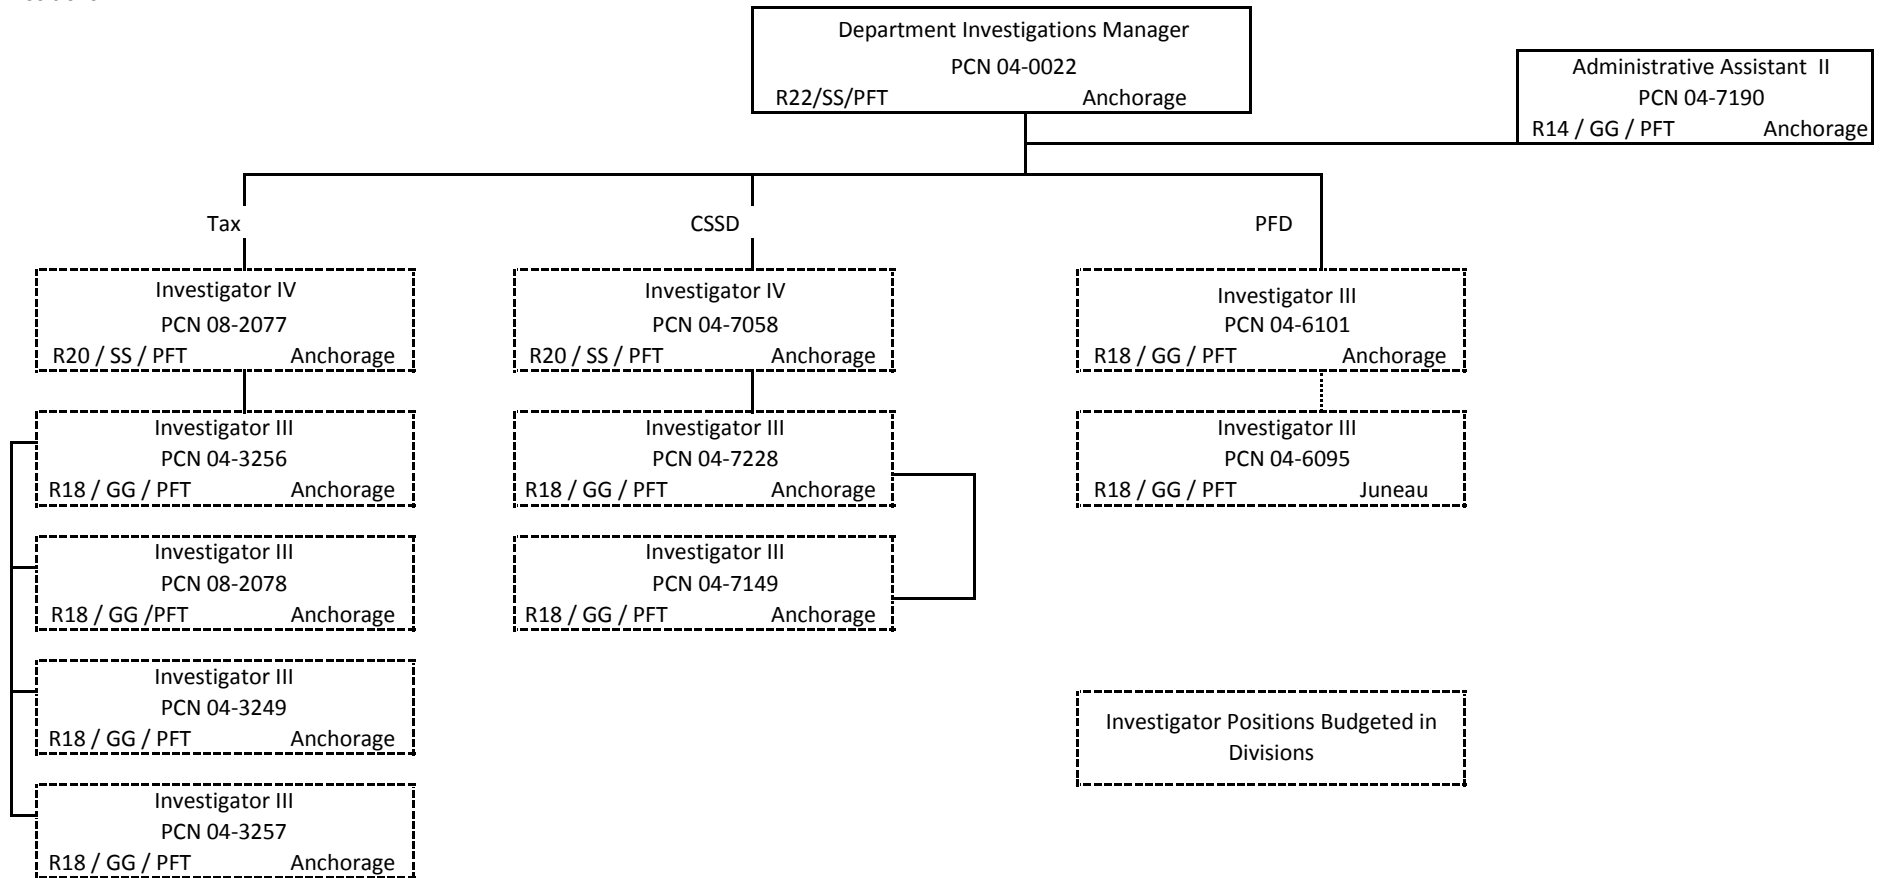 Department Investigations Manager
PCN 04-0022
R22/SS/PFT Anchorage
Administrative Assistant II
PCN 04-7190
R14 / GG / PFT Anchorage
Tax
CSSD
PFD
Investigator IV
PCN 08-2077
R20 / SS / PFT Anchorage
Investigator IV
PCN 04-7058
R20 / SS / PFT Anchorage
Investigator III
PCN 04-6101
R18 / GG / PFT Anchorage
Investigator III
PCN 04-3256
R18 / GG / PFT Anchorage
Investigator III
PCN 04-7228
R18 / GG / PFT Anchorage
Investigator III
PCN 04-6095
R18 / GG / PFT Juneau
Investigator III
PCN 08-2078
R18 / GG /PFT Anchorage
Investigator III
PCN 04-7149
R18 / GG / PFT Anchorage
Investigator III
PCN 04-3249
R18 / GG / PFT Anchorage
Investigator Positions Budgeted in
Divisions
Investigator III
PCN 04-3257
R18 / GG / PFT Anchorage